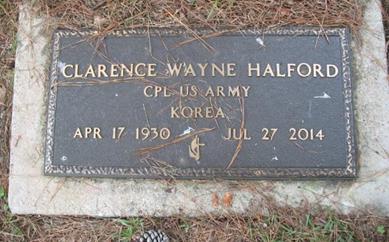 CLARENCE WAYNE HALFORD
CPL US ARMY
KOREA
APR 17 1930 JUL 27 2014